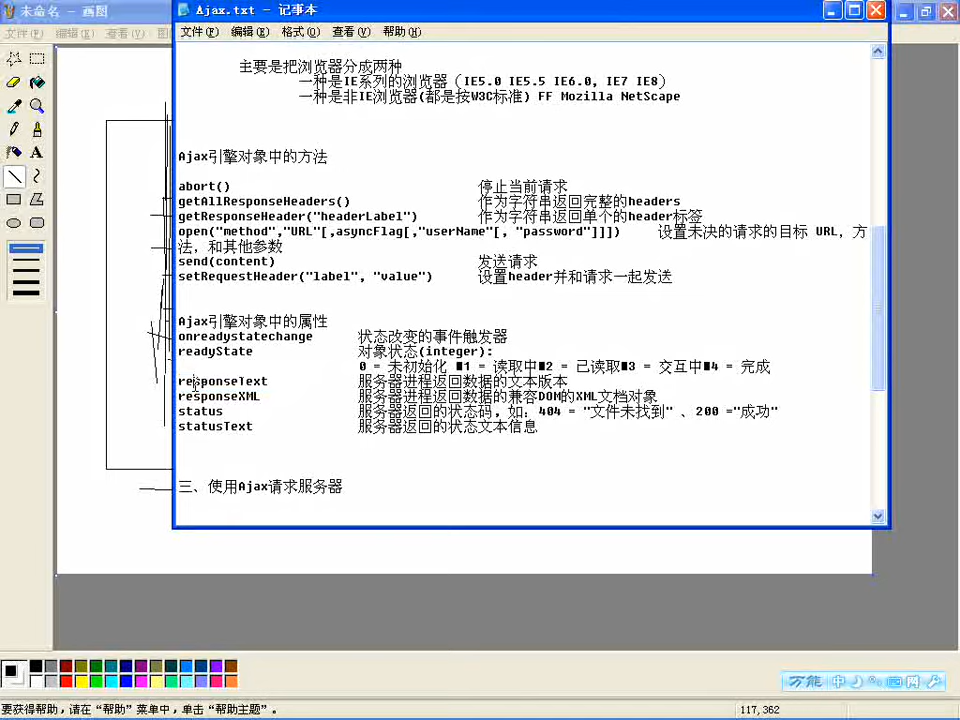 未命名 - 画图
Ajax.txt - 记事本
文件(F) 编辑(E) 查看(V)
文件(F) 编辑(E) 格式(O) 查看(V) 帮助(H)
主要是把浏览器分成两种
一种是IE系列的浏览器（IE5.0 IE5.5 IE6.0, IE7 IE8）
一种是非IE浏览器(都是按W3C标准) FF Mozilla NetScape
Ajax引擎对象中的方法
abort() 停止当前请求
getAllResponseHeaders() 作为字符串返回完整的headers
getResponseHeader("headerLabel") 作为字符串返回单个的header标签
open("method","URL"[,asyncFlag[,"userName"[, "password"]]]) 设置未决的请求的目标 URL，方
法，和其他参数
send(content) 发送请求
setRequestHeader("label", "value") 设置header并和请求一起发送
Ajax引擎对象中的属性
onreadystatechange 状态改变的事件触发器
readyState 对象状态(integer):
0 = 未初始化 ■1 = 读取中■2 = 已读取■3 = 交互中■4 = 完成
responseText 服务器进程返回数据的文本版本
responseXML 服务器进程返回数据的兼容DOM的XML文档对象
status 服务器返回的状态码, 如: 404 = "文件未找到" 、200 ="成功"
statusText 服务器返回的状态文本信息
三、使用Ajax请求服务器
万能 中
要获得帮助，请在“帮助”菜单中，单击“帮助主题”。
117,362